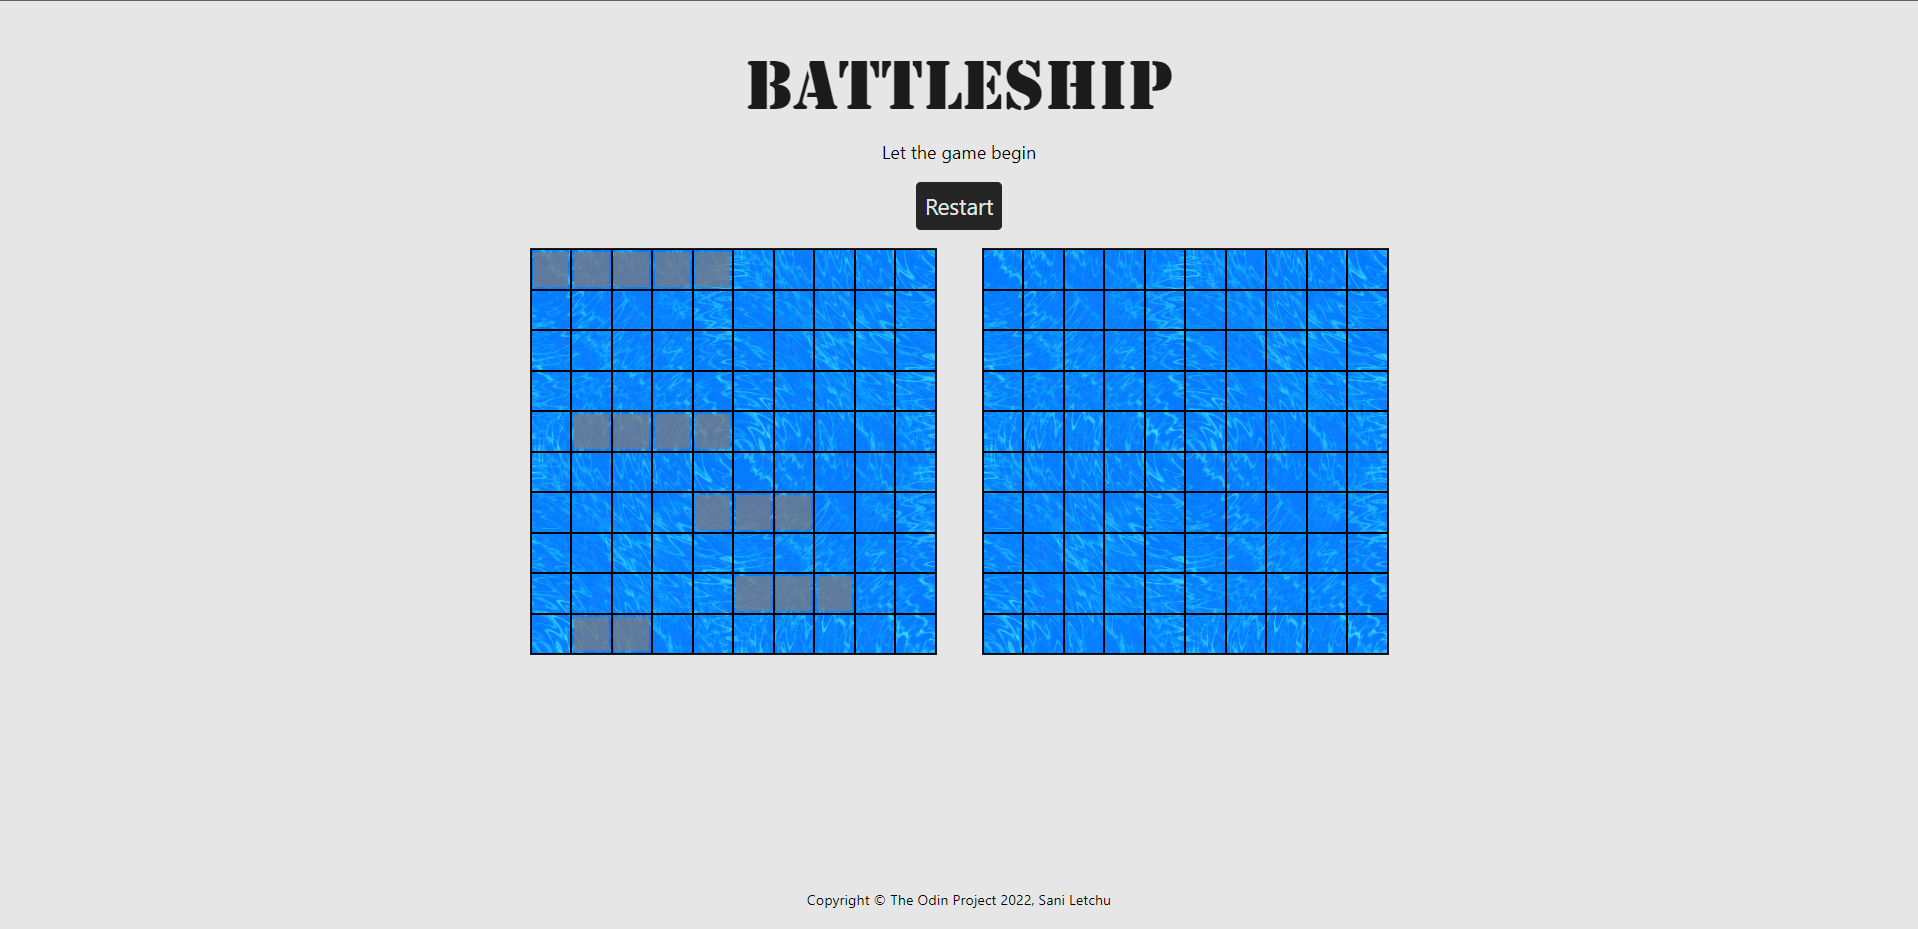 BATTLESHIP
Let the game begin
Restart
Copyright © The Odin Project 2022, Sani Letchu